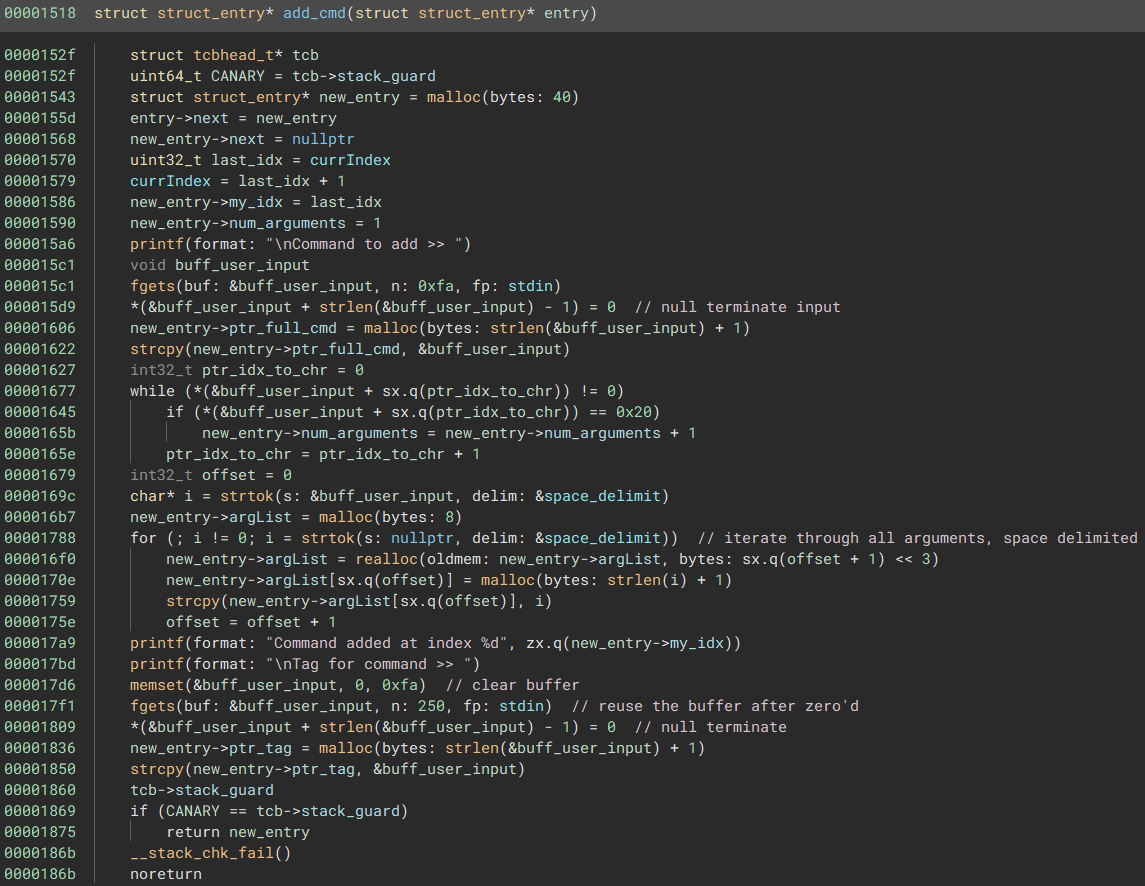 00001518  struct struct_entry* add_cmd(struct struct_entry* entry)
0000152f      struct tcbhead_t* tcb
0000152f      uint64_t CANARY = tcb->stack_guard
00001543      struct struct_entry* new_entry = malloc(bytes: 40)
0000155d      entry->next = new_entry
00001568      new_entry->next = nullptr
00001570      uint32_t last_idx = currIndex
00001579      currIndex = last_idx + 1
00001586      new_entry->my_idx = last_idx
00001590      new_entry->num_arguments = 1
000015a6      printf(format: "\nCommand to add >> ")
000015c1      void buff_user_input
000015c1      fgets(buf: &buff_user_input, n: 0xfa, fp: stdin)
000015d9      *(&buff_user_input + strlen(&buff_user_input) - 1) = 0  // null terminate input
00001606      new_entry->ptr_full_cmd = malloc(bytes: strlen(&buff_user_input) + 1)
00001622      strcpy(new_entry->ptr_full_cmd, &buff_user_input)
00001627      int32_t ptr_idx_to_chr = 0
00001677      while (*(&buff_user_input + sx.q(ptr_idx_to_chr)) != 0)
00001645          if (*(&buff_user_input + sx.q(ptr_idx_to_chr)) == 0x20)
0000165b              new_entry->num_arguments = new_entry->num_arguments + 1
0000165e          ptr_idx_to_chr = ptr_idx_to_chr + 1
00001679      int32_t offset = 0
0000169c      char* i = strtok(s: &buff_user_input, delim: &space_delimit)
000016b7      new_entry->argList = malloc(bytes: 8)
00001788      for (; i != 0; i = strtok(s: nullptr, delim: &space_delimit))  // iterate through all arguments, space delimited
000016f0          new_entry->argList = realloc(oldmem: new_entry->argList, bytes: sx.q(offset + 1) << 3)
0000170e          new_entry->argList[sx.q(offset)] = malloc(bytes: strlen(i) + 1)
00001759          strcpy(new_entry->argList[sx.q(offset)], i)
0000175e          offset = offset + 1
000017a9      printf(format: "Command added at index %d", zx.q(new_entry->my_idx))
000017bd      printf(format: "\nTag for command >> ")
000017d6      memset(&buff_user_input, 0, 0xfa)  // clear buffer
000017f1      fgets(buf: &buff_user_input, n: 250, fp: stdin)  // reuse the buffer after zero'd
00001809      *(&buff_user_input + strlen(&buff_user_input) - 1) = 0  // null terminate
00001836      new_entry->ptr_tag = malloc(bytes: strlen(&buff_user_input) + 1)
00001850      strcpy(new_entry->ptr_tag, &buff_user_input)
00001860      tcb->stack_guard
00001869      if (CANARY == tcb->stack_guard)
00001875          return new_entry
0000186b      __stack_chk_fail()
0000186b      noreturn